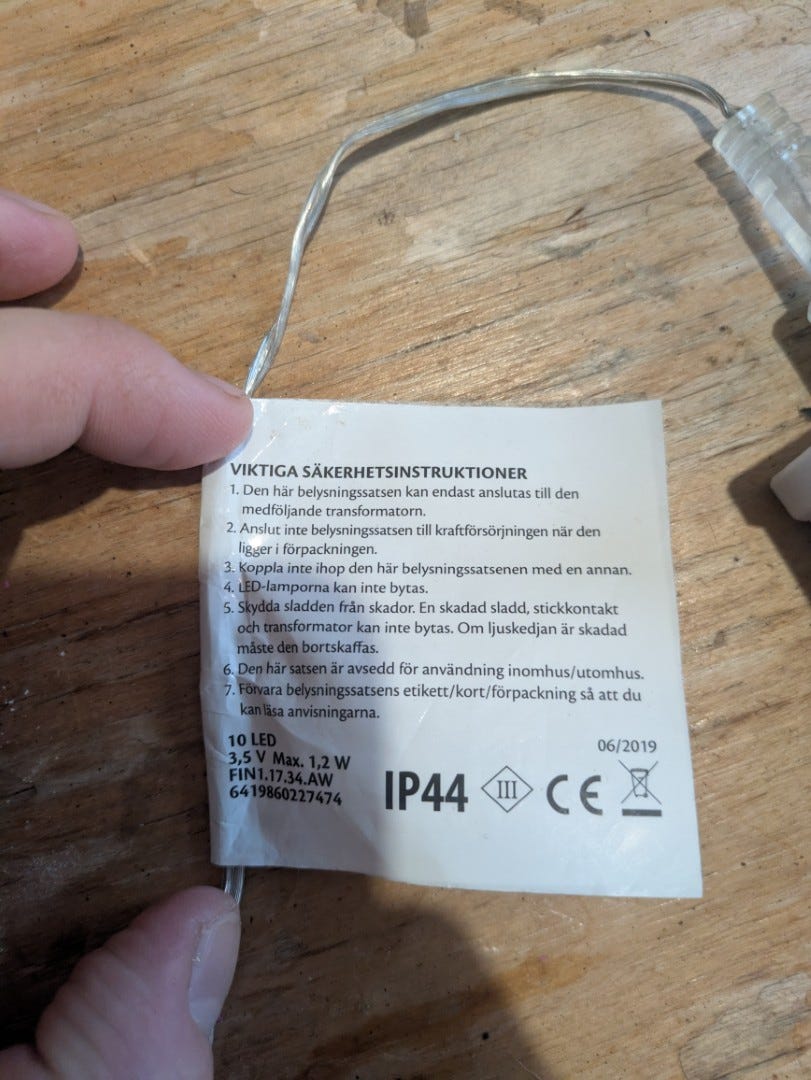 VIKTIGA SÄKERHETSINSTRUKTIONER
1. Den här belysningssatsen kan endast anslutas till den
medföljande transformatorn.
2. Anslut inte belysningssatsen till kraftförsörjningen när den
ligger i förpackningen.
3. Koppla inte ihop den här belysningssatsenen med en annan.
4. LED-lamporna kan inte bytas.
5. Skydda sladden från skador. En skadad sladd, stickkontakt
och transformator kan inte bytas. Om ljuskedjan är skadad
måste den bortskaffas.
6. Den här satsen är avsedd för användning inomhus/utomhus.
7. Förvara belysningssatsens etikett/kort/förpackning så att du
kan läsa anvisningarna.
10 LED
3,5 V Max. 1,2 W
FIN1.17.34.AW
6419860227474
06/2019
IP44 III CE